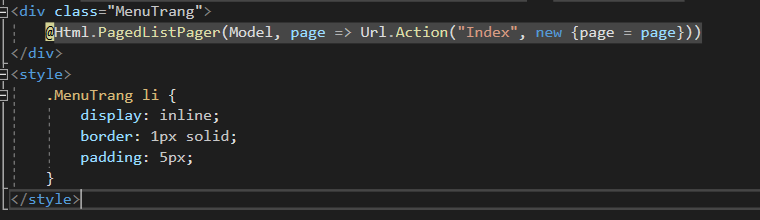 <div class="MenuTrang">
    @Html.PagedListPager(Model, page => Url.Action("Index", new {page = page}))
</div>
<style>
    .MenuTrang li {
        display: inline;
        border: 1px solid;
        padding: 5px;
    }
</style>